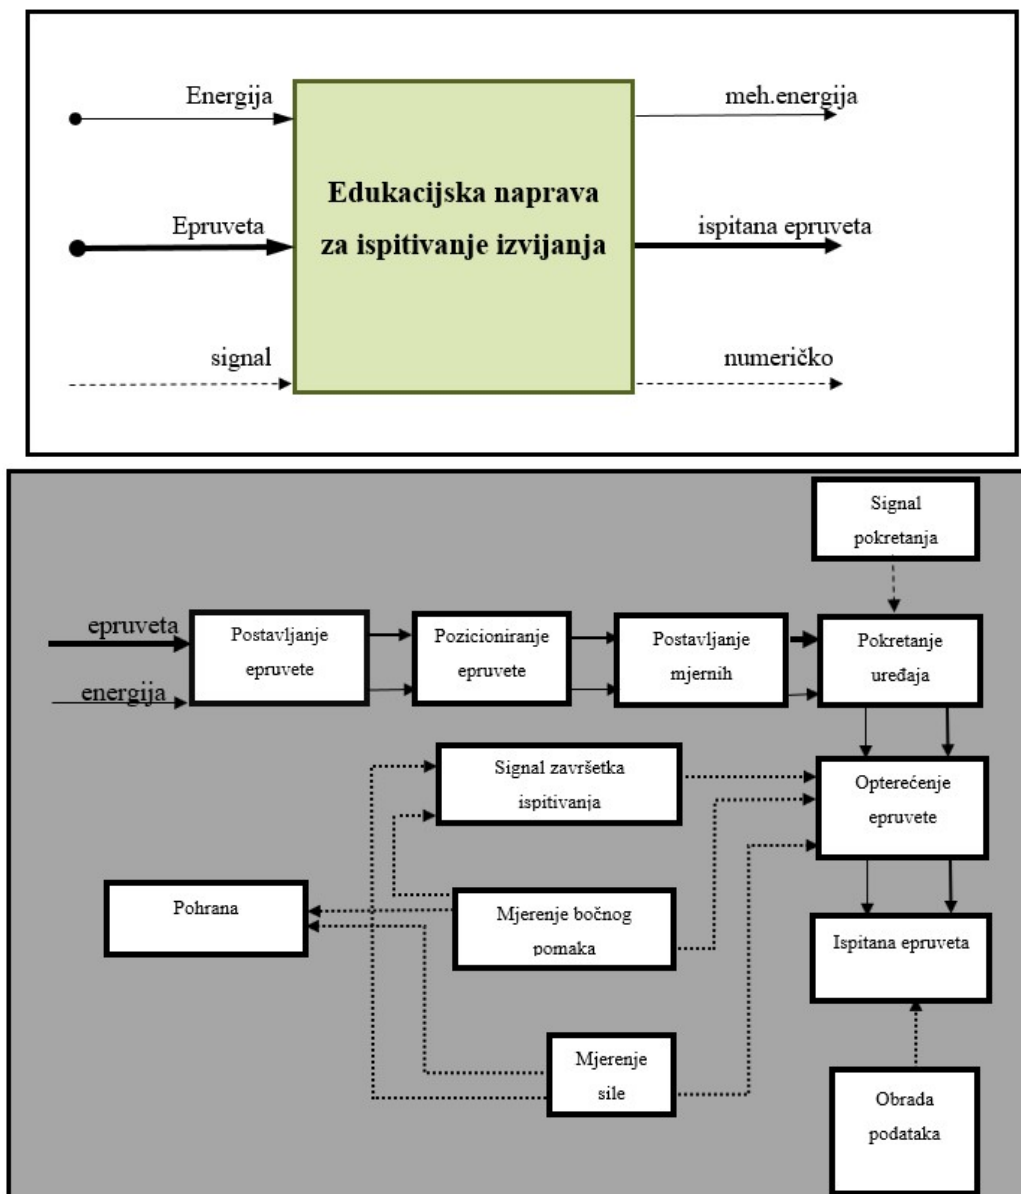 Energija
meh.energija
Edukacijska naprava
za ispitivanje izvijanja
Epruveta
ispitana epruveta
signal
numeričko
Signal
pokretanja
epruveta
energija
Postavljanje
epruvete
Pozicioniranje
epruvete
Postavljanje
mjernih
Pokretanje
uređaja
Signal završetka
ispitivanja
Opterećenje
epruvete
Pohrana
Mjerenje bočnog
pomaka
Ispitana epruveta
Mjerenje
sile
Obrada
podataka